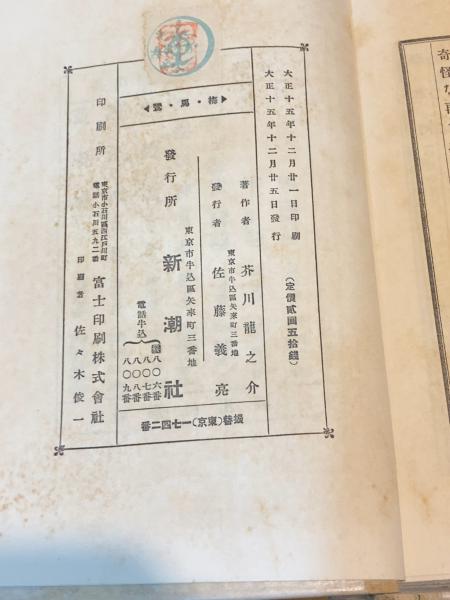 大正十五年十二月廿一日印刷
大正十五年十二月廿五日發行
(定價貳圓五拾錢)
▶梅・馬・鶯◀
著作者 芥川龍之介
東京市牛込區矢來町三番地
發行者 佐藤義亮
東京市牛込區矢來町三番地
發行所 新潮社
電話牛込
八〇六番
八〇七番
八〇八番
八〇九番
振替(東京)一七四二番
印刷所
東京市小石川區西江戸川町
電話小石川五九二番
富士印刷株式會社
印刷者 佐々木俊一
奇怪な